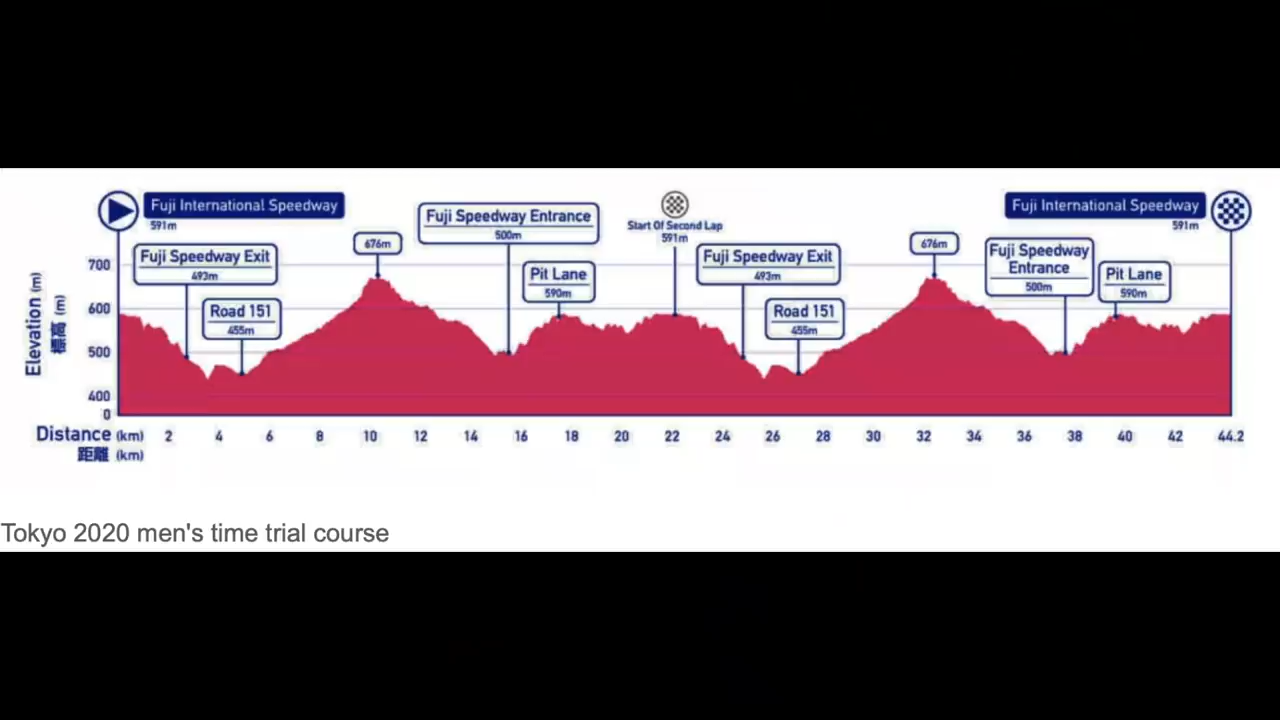 Fuji International Speedway
591m
Fuji Speedway Exit
493m
Road 151
455m
676m
Fuji Speedway Entrance
500m
Pit Lane
590m
Start Of Second Lap
591m
Fuji Speedway Exit
493m
Road 151
455m
676m
Fuji Speedway
Entrance
500m
Pit Lane
590m
Fuji International Speedway
591m
Elevation (m)
標高 (m)
700
600
500
400
0
Distance (km) 2 4 6 8 10 12 14 16 18 20 22 24 26 28 30 32 34 36 38 40 42 44.2
距離 (km)
Tokyo 2020 men's time trial course